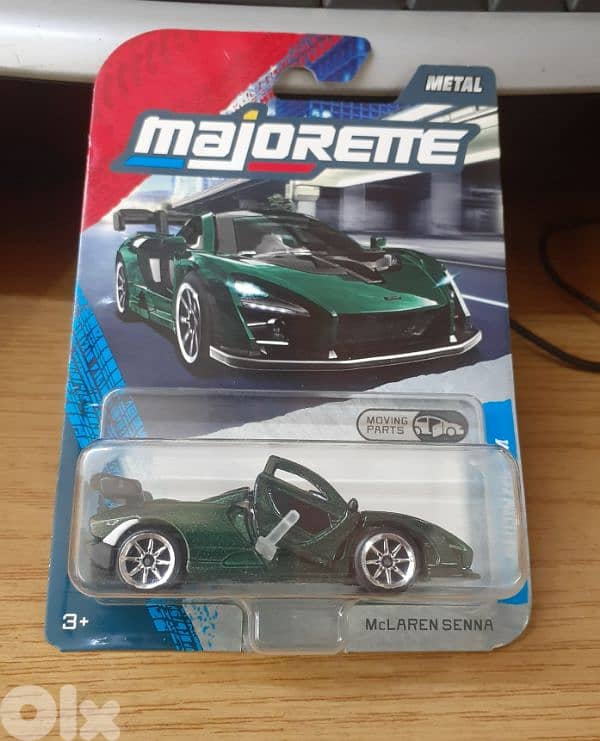 METAL
majorette
MOVING
PARTS
3+
McLAREN SENNA
OLX